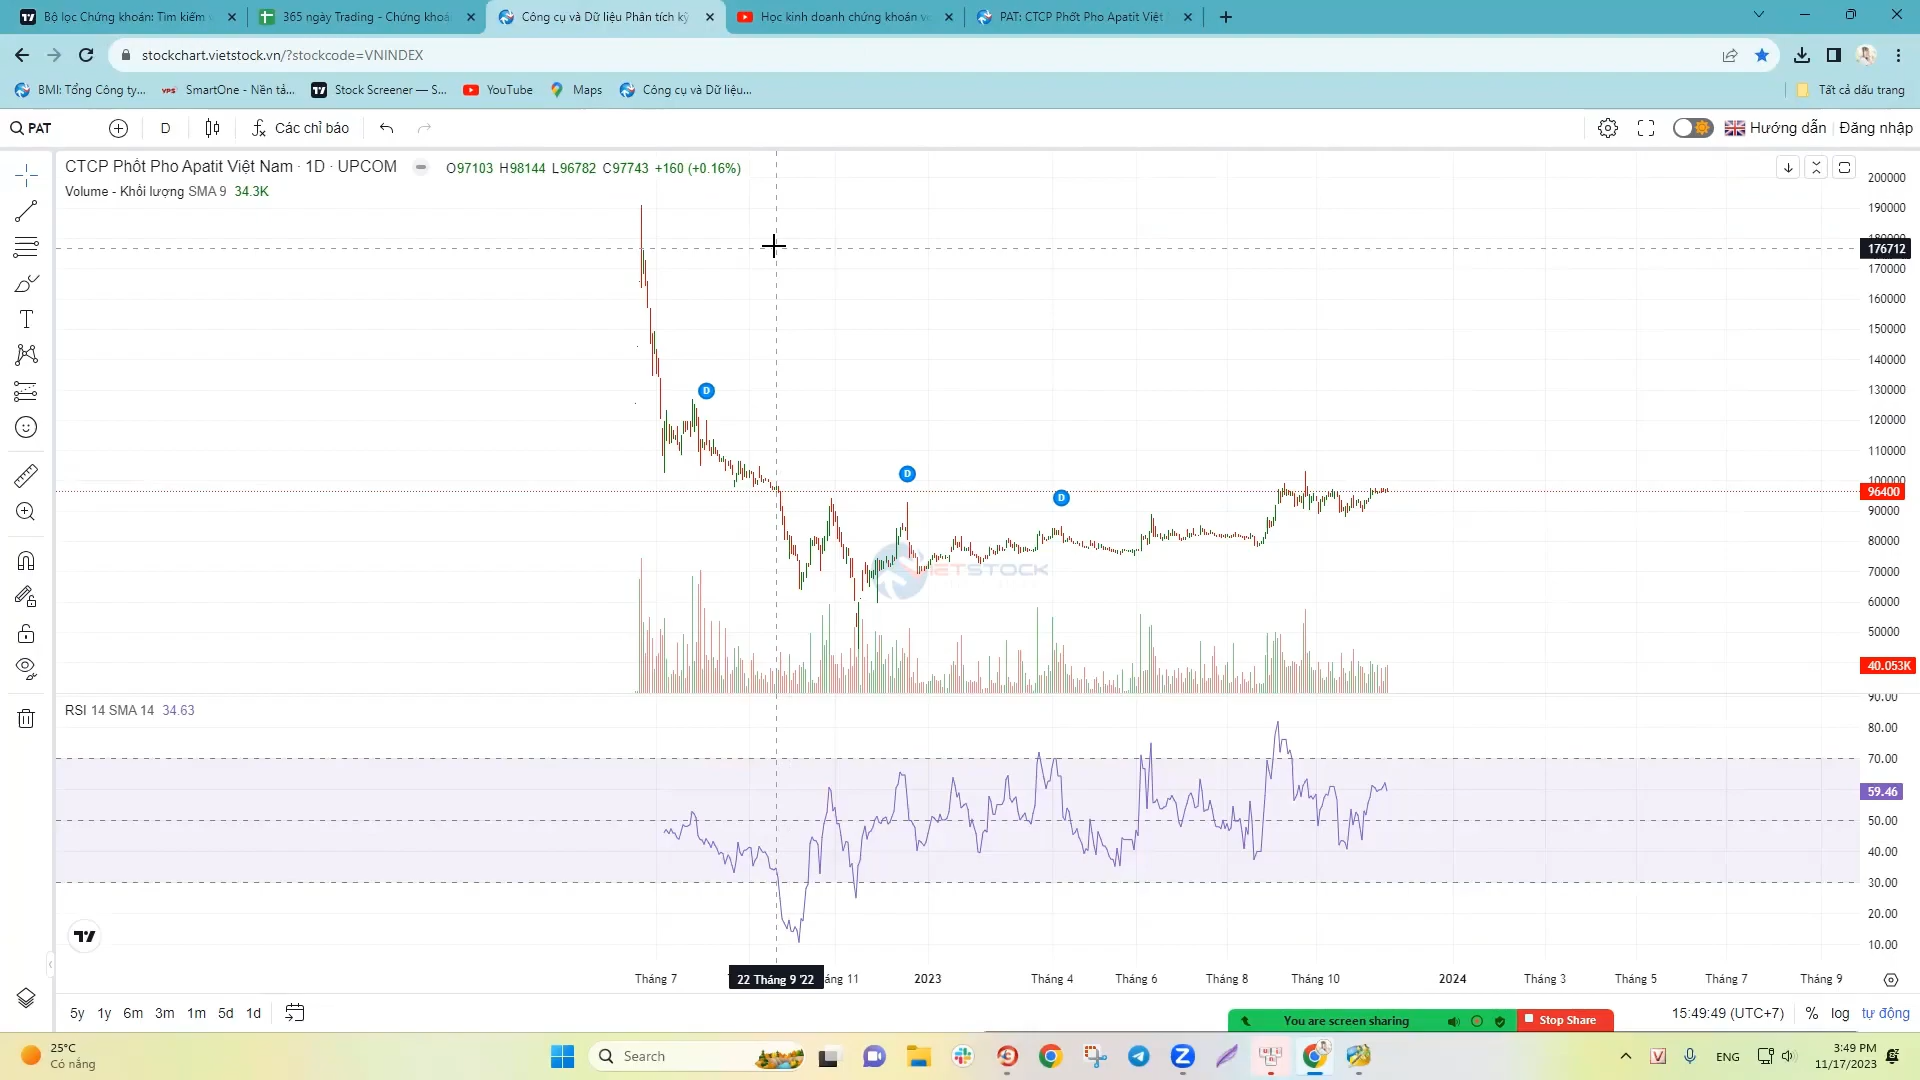 Bộ lọc Chứng khoán: Tìm kiếm
365 ngày Trading - Chứng khoá
Công cụ và Dữ liệu Phân tích kỹ
Học kinh doanh chứng khoán v
PAT: CTCP Phốt Pho Apatit Việt
stockchart.vietstock.vn/?stockcode=VNINDEX
BMI: Tổng Công ty...
SmartOne - Nền tả...
Stock Screener — S...
YouTube
Maps
Công cụ và Dữ liệu...
Tất cả dấu trang
PAT
D
Các chỉ báo
Hướng dẫn
Đăng nhập
CTCP Phốt Pho Apatit Việt Nam · 1D · UPCOM
O97103 H98144 L96782 C97743 +160 (+0.16%)
Volume - Khối lượng SMA 9 34.3K
200000
190000
180000
176712
170000
160000
150000
140000
130000
120000
110000
100000
96400
90000
80000
70000
60000
50000
40.053K
D
D
D
VIETSTOCK
RSI 14 SMA 14 34.63
90.00
80.00
70.00
59.46
50.00
40.00
30.00
20.00
10.00
Tháng 7
22 Tháng 9 '22
áng 11
2023
Tháng 4
Tháng 6
Tháng 8
Tháng 10
2024
Tháng 3
Tháng 5
Tháng 7
Tháng 9
5y 1y 6m 3m 1m 5d 1d
You are screen sharing
Stop Share
15:49:49 (UTC+7)
% log tự động
25°C
Có nắng
Search
ENG
3:49 PM
11/17/2023